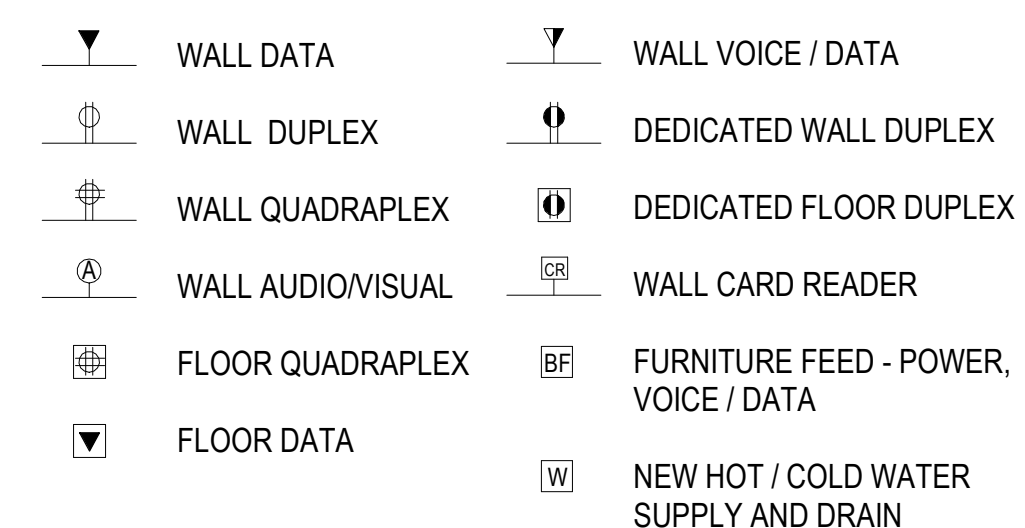 WALL DATA
WALL DUPLEX
WALL QUADRAPLEX
A WALL AUDIO/VISUAL
FLOOR QUADRAPLEX
FLOOR DATA
WALL VOICE / DATA
DEDICATED WALL DUPLEX
DEDICATED FLOOR DUPLEX
CR WALL CARD READER
BF FURNITURE FEED - POWER,
VOICE / DATA
W NEW HOT / COLD WATER
SUPPLY AND DRAIN